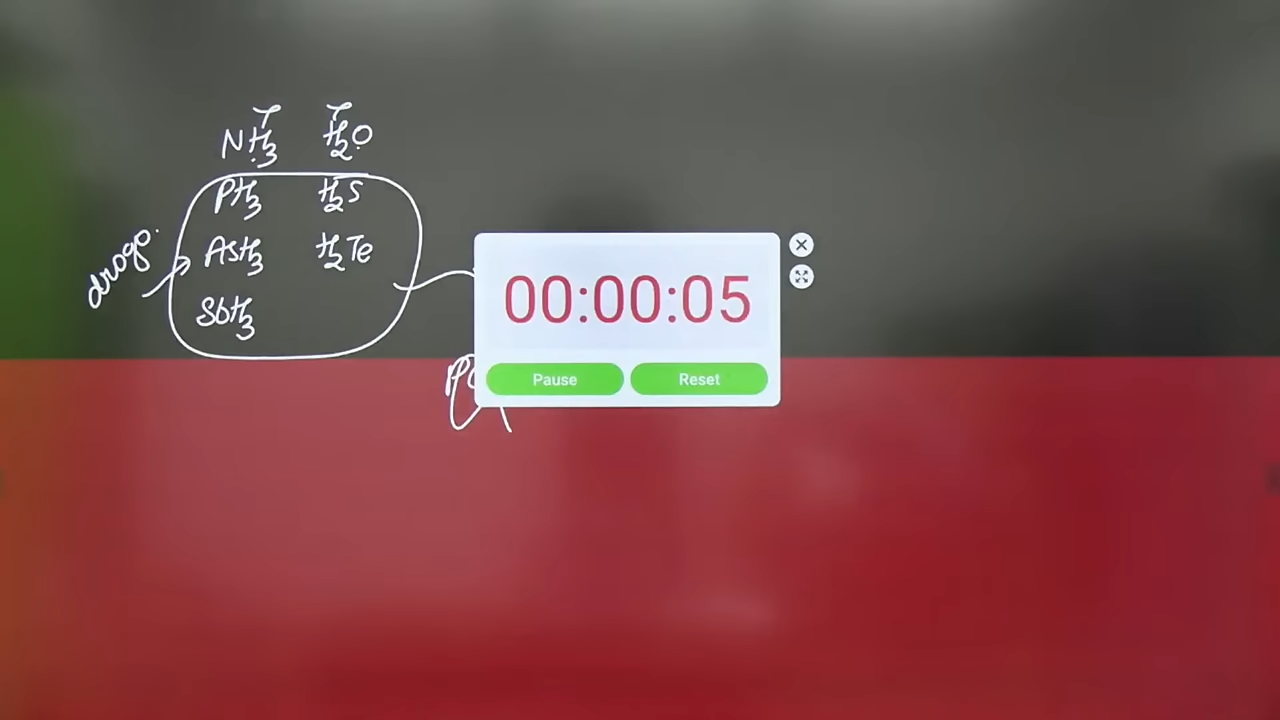 NH3 H2O
PH3 H2S
drago.
AsH3 H2Te
SbH3
00:00:05
Pause Reset